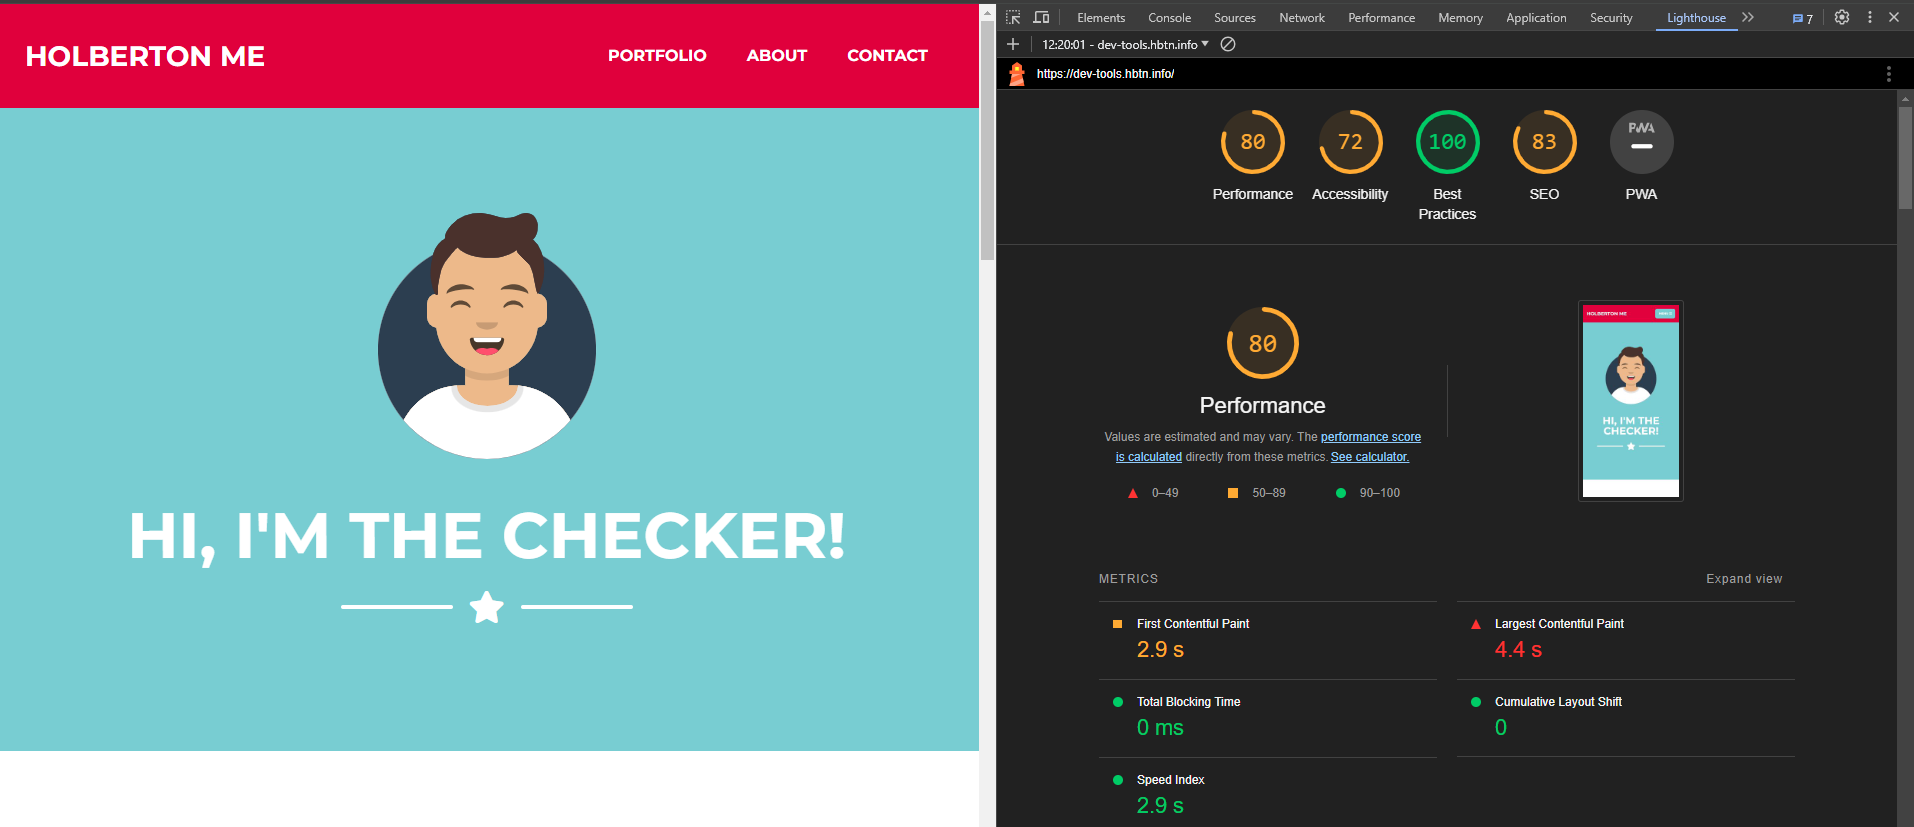 HOLBERTON ME
PORTFOLIO ABOUT CONTACT
HI, I'M THE CHECKER!
Elements Console Sources Network Performance Memory Application Security Lighthouse 7
12:20:01 - dev-tools.hbtn.info
https://dev-tools.hbtn.info/
80 72 100 83 PWA
Performance Accessibility Best Practices SEO PWA
80
Performance
Values are estimated and may vary. The performance score
is calculated directly from these metrics. See calculator.
0–49 50–89 90–100
HOLBERTON ME
HI, I'M THE
CHECKER!
METRICS Expand view
First Contentful Paint
2.9 s
Largest Contentful Paint
4.4 s
Total Blocking Time
0 ms
Cumulative Layout Shift
0
Speed Index
2.9 s